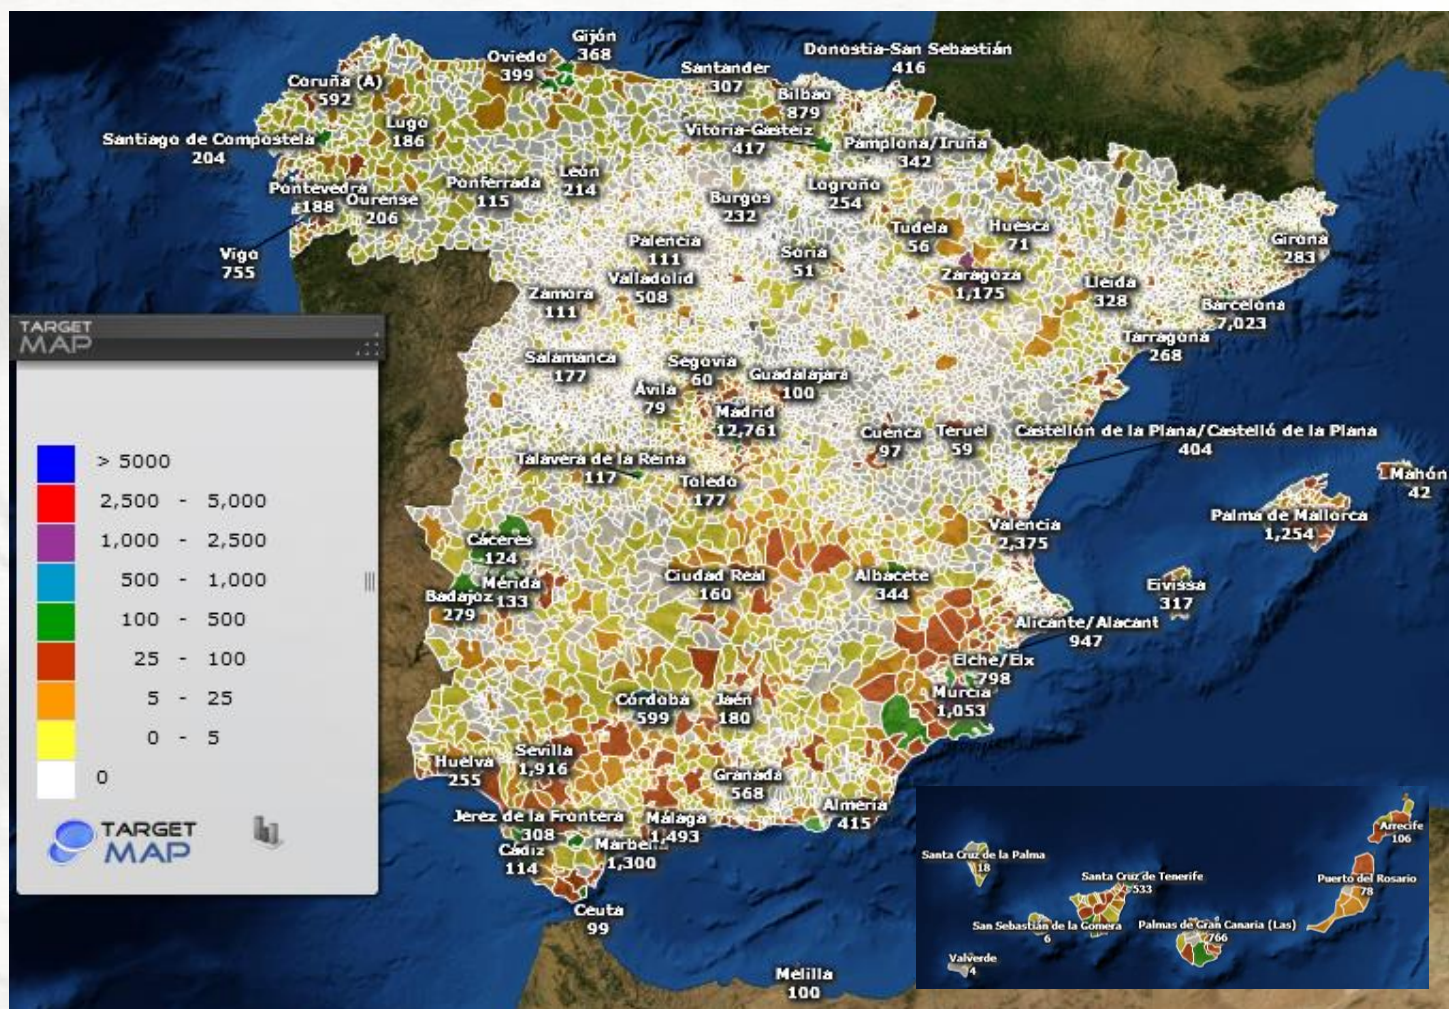 Gijón
368
Oviedo
399
Donostia-San Sebastián
416
Santander
307
Coruña (A)
592
Bilbao
879
Lugo
186
Santiago de Compostela
204
Vitoria-Gasteiz
417
Pamplona/Iruña
342
León
214
Ponferrada
115
Pontevedra
188
Ourense
206
Logroño
254
Burgos
232
Tudela
56
Huesca
71
Vigo
755
Palencia
111
Soria
51
Girona
283
Zaragoza
1,175
Valladolid
508
Zamora
111
Lleida
328
Barcelona
7,023
Tarragona
268
Salamanca
177
Segovia
60
Guadalajara
100
Ávila
79
Madrid
12,761
Cuenca
97
Teruel
59
Castellón de la Plana/Castelló de la Plana
404
Talavera de la Reina
117
Toledo
177
Mahón
42
Palma de Mallorca
1,254
Valencia
2,375
Cáceres
124
Mérida
133
Badajoz
279
Ciudad Real
160
Albacete
344
Eivissa
317
Alicante/Alacant
947
Elche/Elx
798
Murcia
1,053
Córdoba
599
Jaén
180
Huelva
255
Sevilla
1,916
Granada
568
Almería
415
Jerez de la Frontera
308
Málaga
1,493
Cádiz
114
Marbella
1,300
Ceuta
99
Melilla
100
TARGET
MAP
> 5000
2,500 - 5,000
1,000 - 2,500
500 - 1,000
100 - 500
25 - 100
5 - 25
0 - 5
0
TARGET
MAP
Santa Cruz de la Palma
18
Santa Cruz de Tenerife
533
San Sebastián de la Gomera
6
Valverde
4
Palmas de Gran Canaria (Las)
766
Arrecife
106
Puerto del Rosario
78